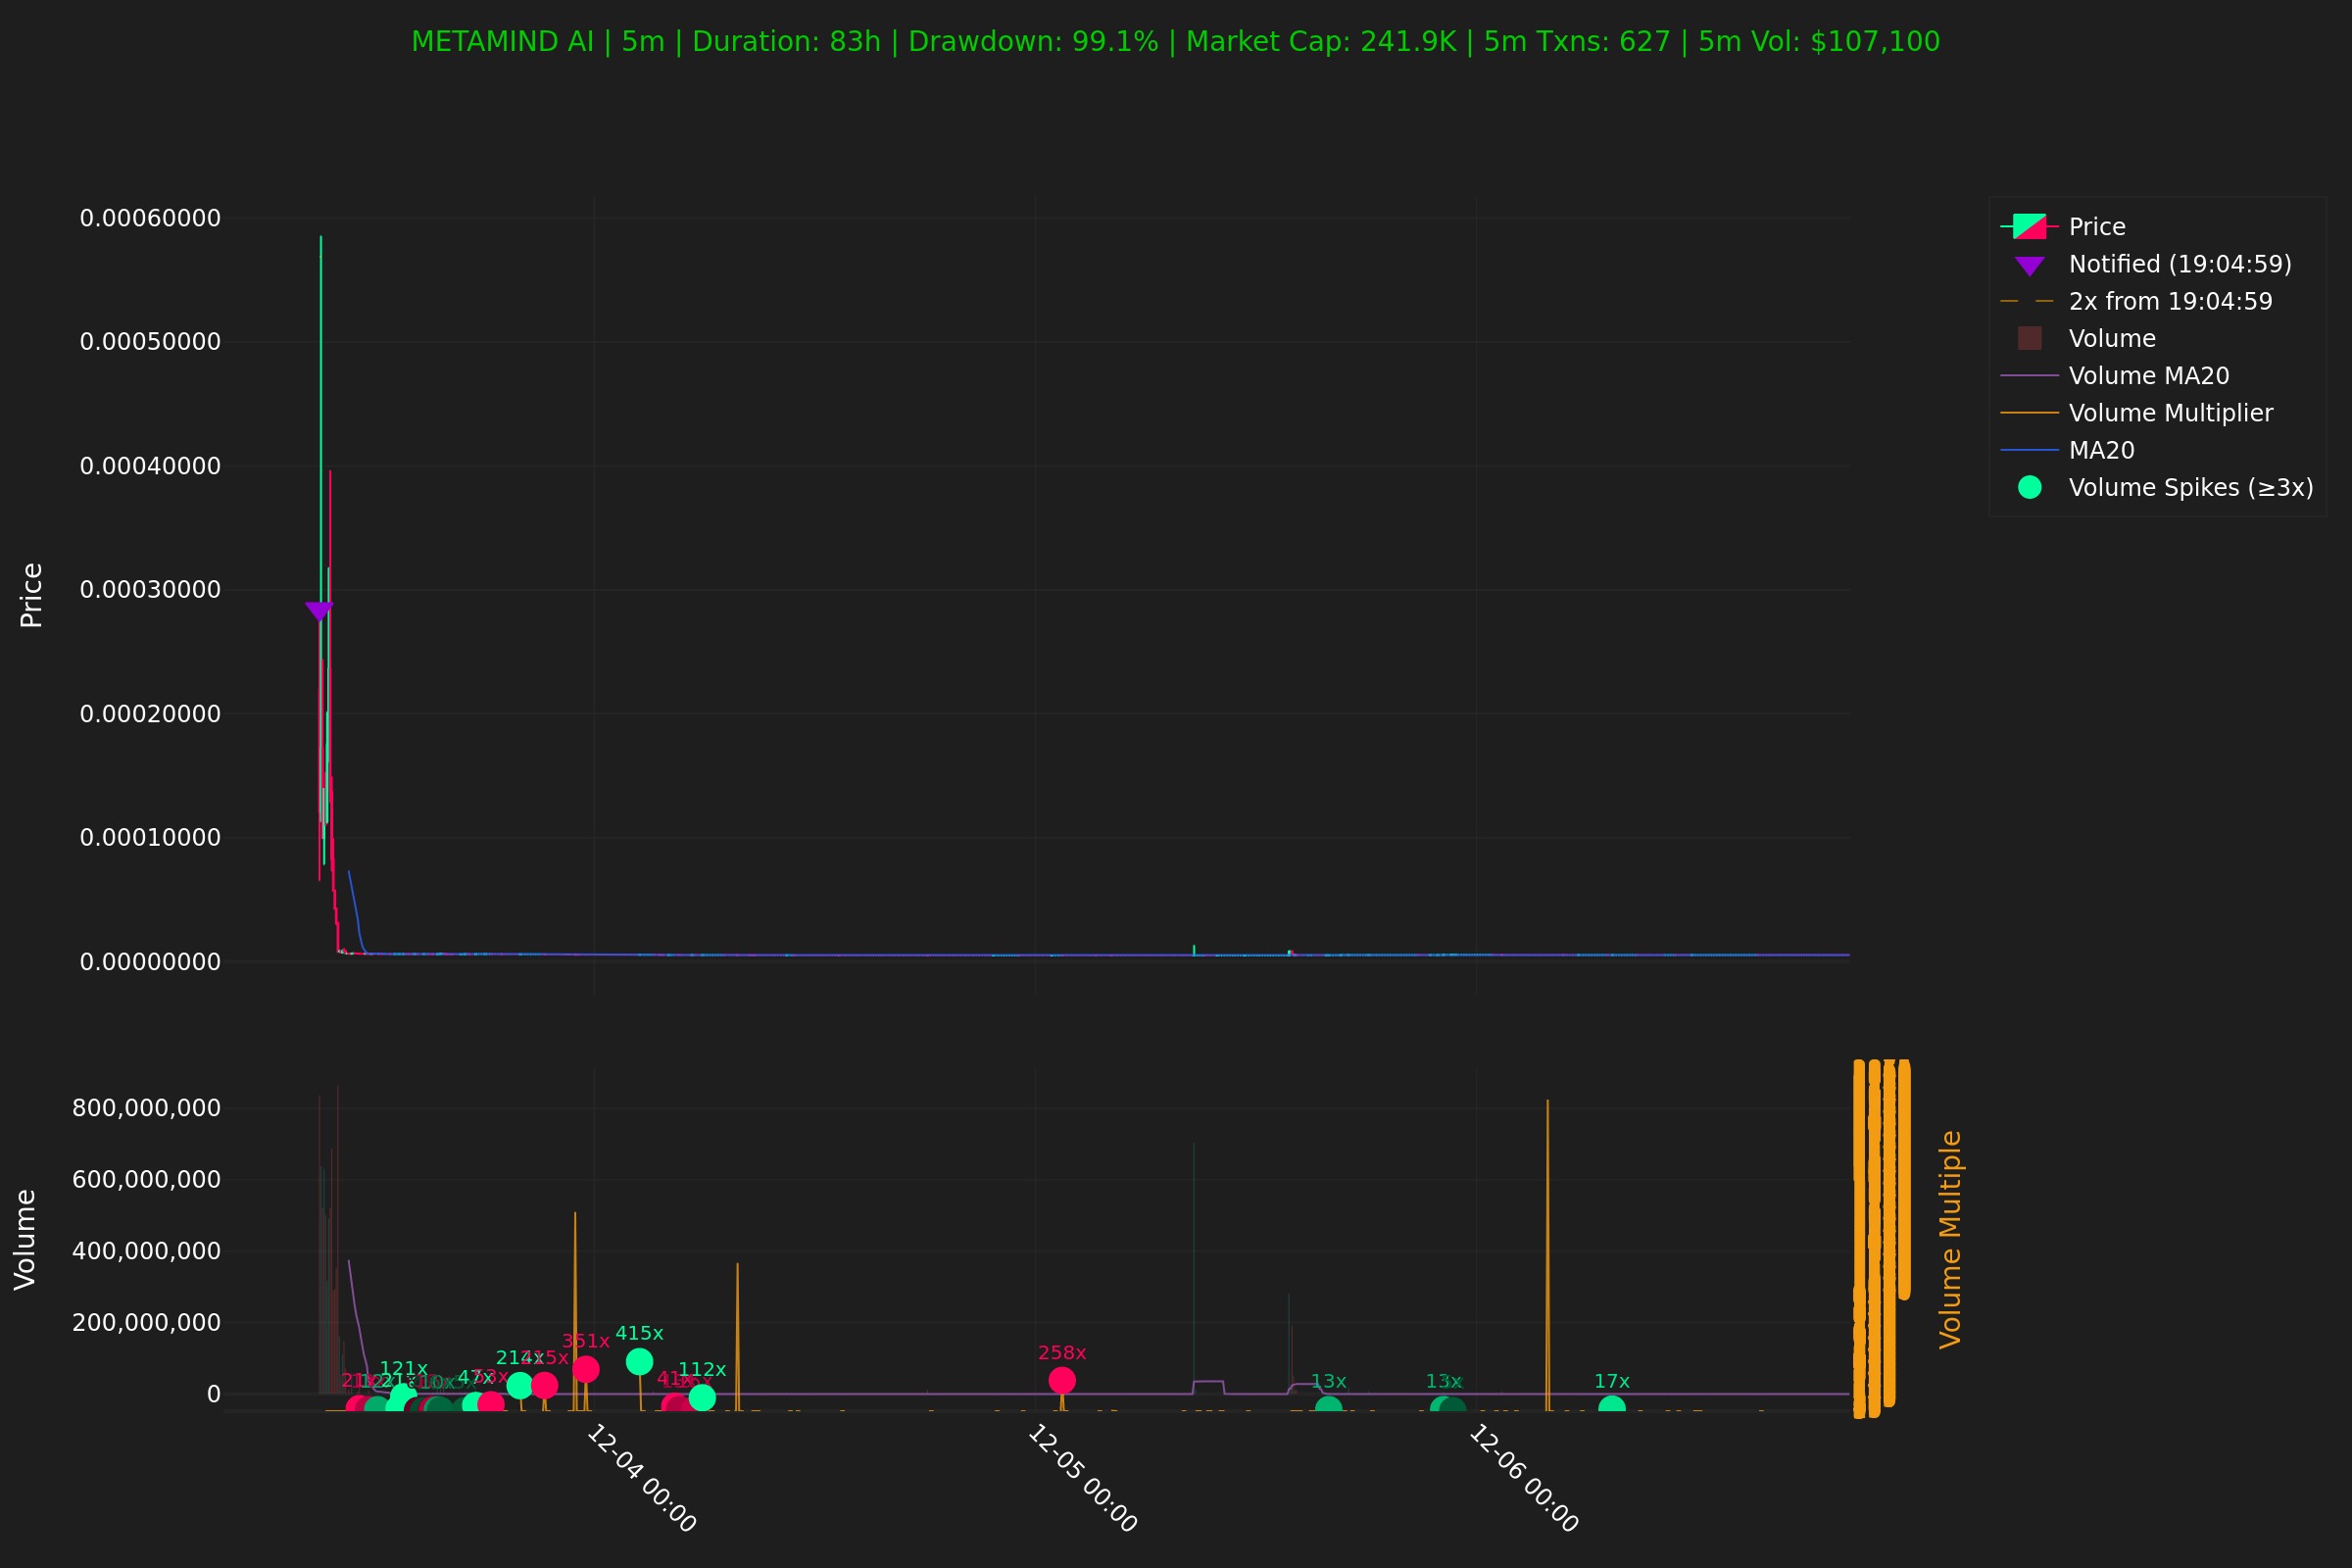 METAMIND AI | 5m | Duration: 83h | Drawdown: 99.1% | Market Cap: 241.9K | 5m Txns: 627 | 5m Vol: $107,100
0.00060000
0.00050000
0.00040000
0.00030000
0.00020000
0.00010000
0.00000000
Price
Price
Notified (19:04:59)
2x from 19:04:59
Volume
Volume MA20
Volume Multiplier
MA20
Volume Spikes (≥3x)
800,000,000
600,000,000
400,000,000
200,000,000
0
Volume
121x
47x
53x
214x
215x
351x
415x
112x
258x
13x
13x
17x
Volume Multiple
12-04 00:00
12-05 00:00
12-06 00:00